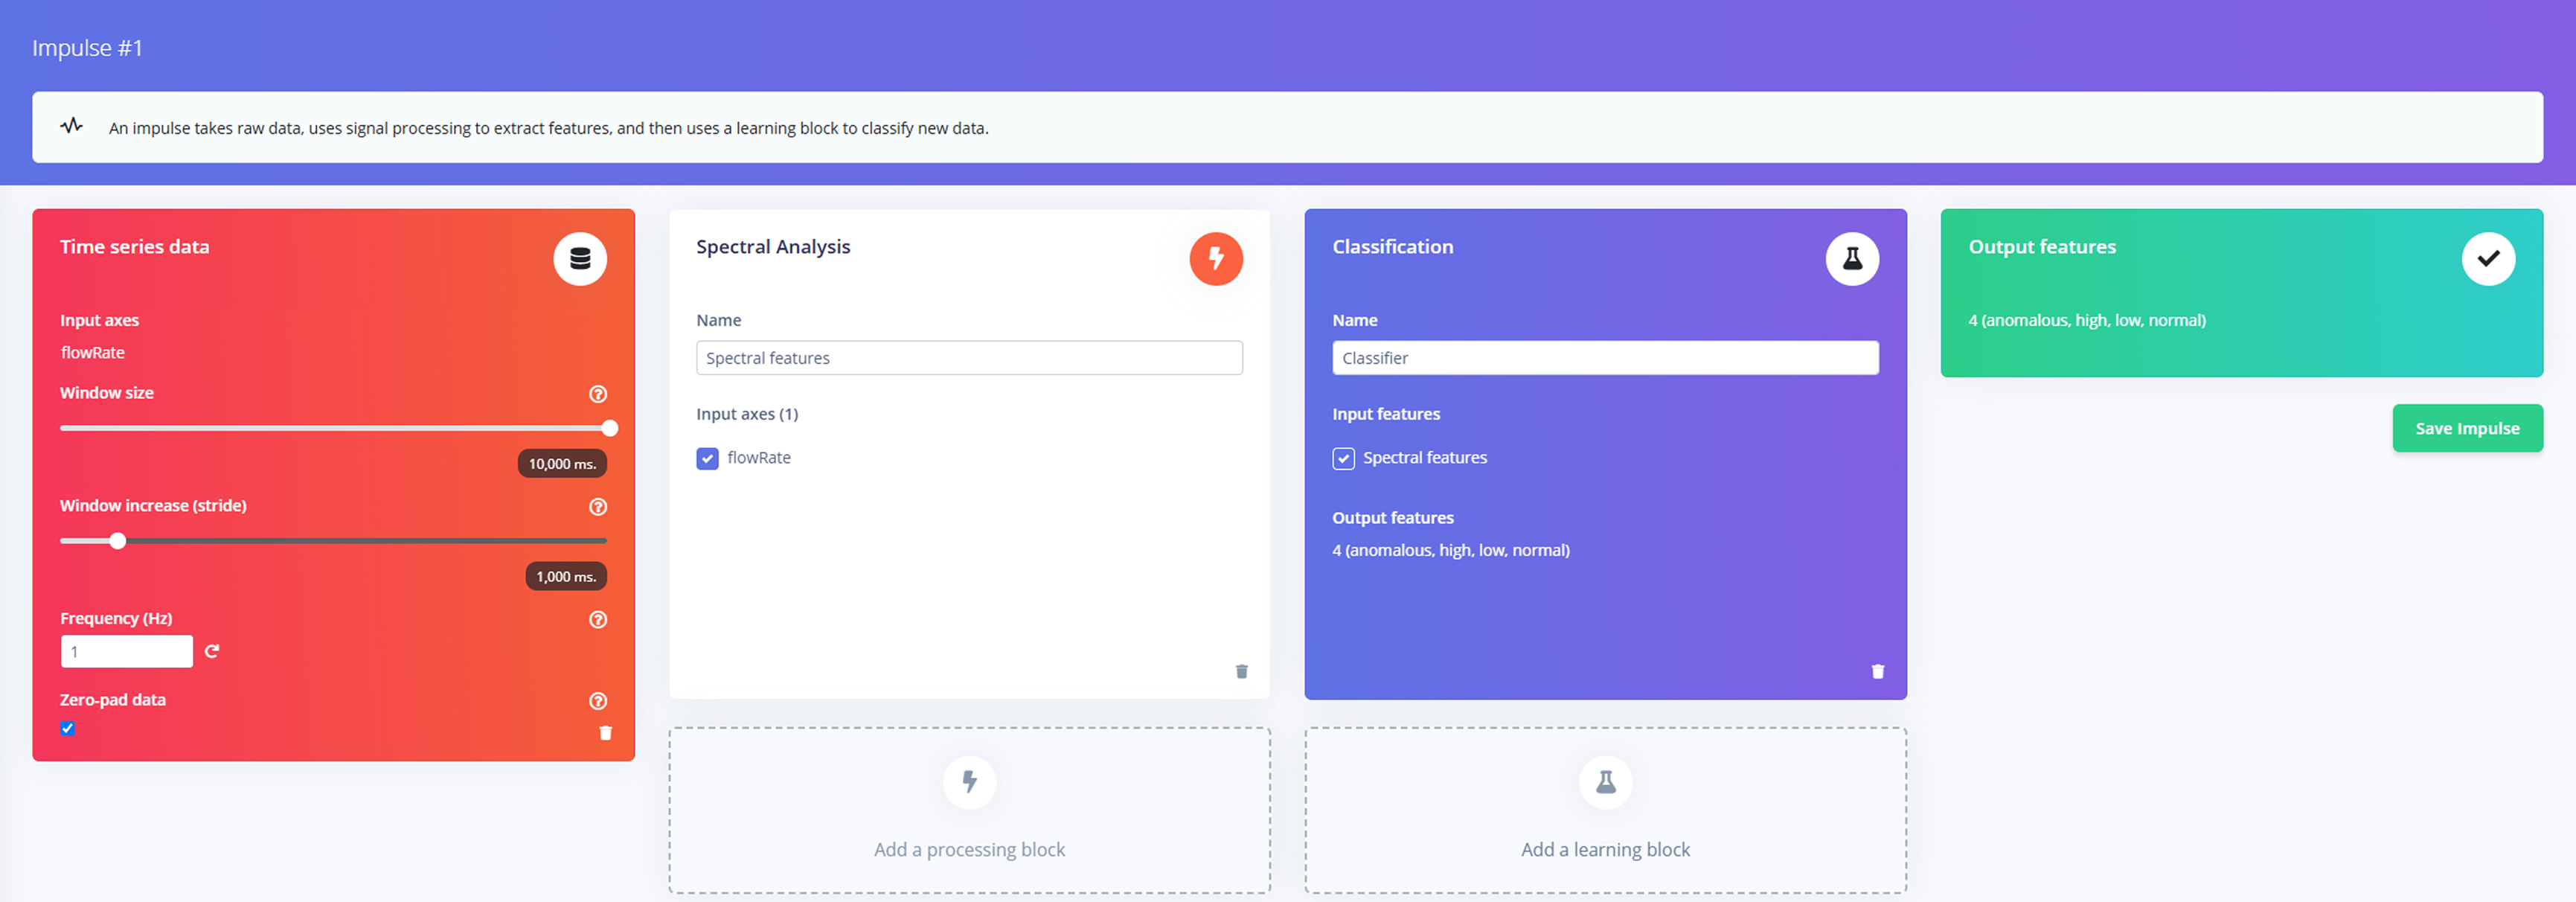 Impulse #1
An impulse takes raw data, uses signal processing to extract features, and then uses a learning block to classify new data.
Time series data
Input axes
flowRate
Window size
10,000 ms.
Window increase (stride)
1,000 ms.
Frequency (Hz)
1
Zero-pad data
Spectral Analysis
Name
Spectral features
Input axes (1)
flowRate
Add a processing block
Classification
Name
Classifier
Input features
Spectral features
Output features
4 (anomalous, high, low, normal)
Add a learning block
Output features
4 (anomalous, high, low, normal)
Save Impulse